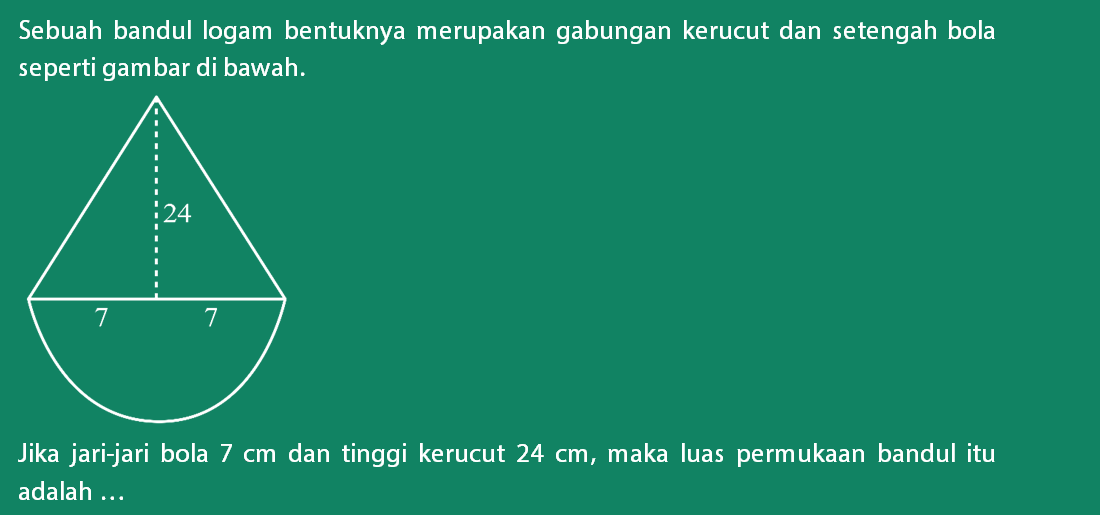 Sebuah bandul logam bentuknya merupakan gabungan kerucut dan setengah bola
seperti gambar di bawah.
24
7 7
Jika jari-jari bola 7 cm dan tinggi kerucut 24 cm, maka luas permukaan bandul itu
adalah ...